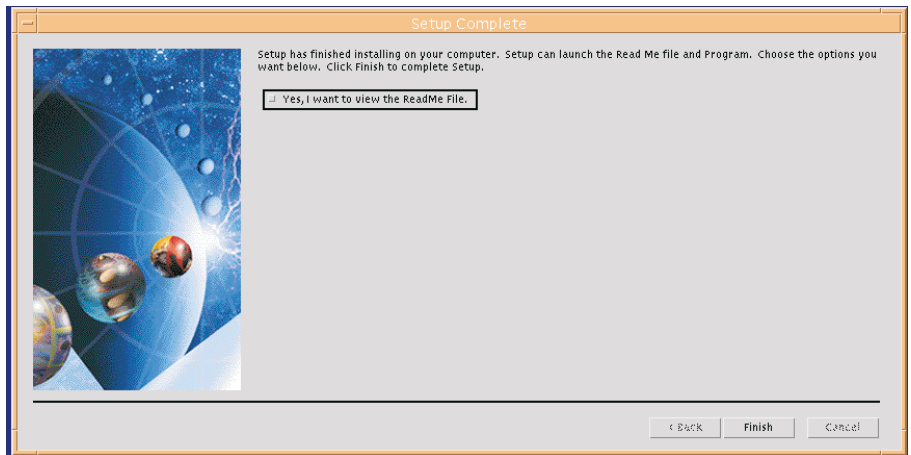 Setup Complete
Setup has finished installing on your computer. Setup can launch the Read Me file and Program. Choose the options you
want below. Click Finish to complete Setup.
Yes, I want to view the ReadMe File.
< Back Finish Cancel